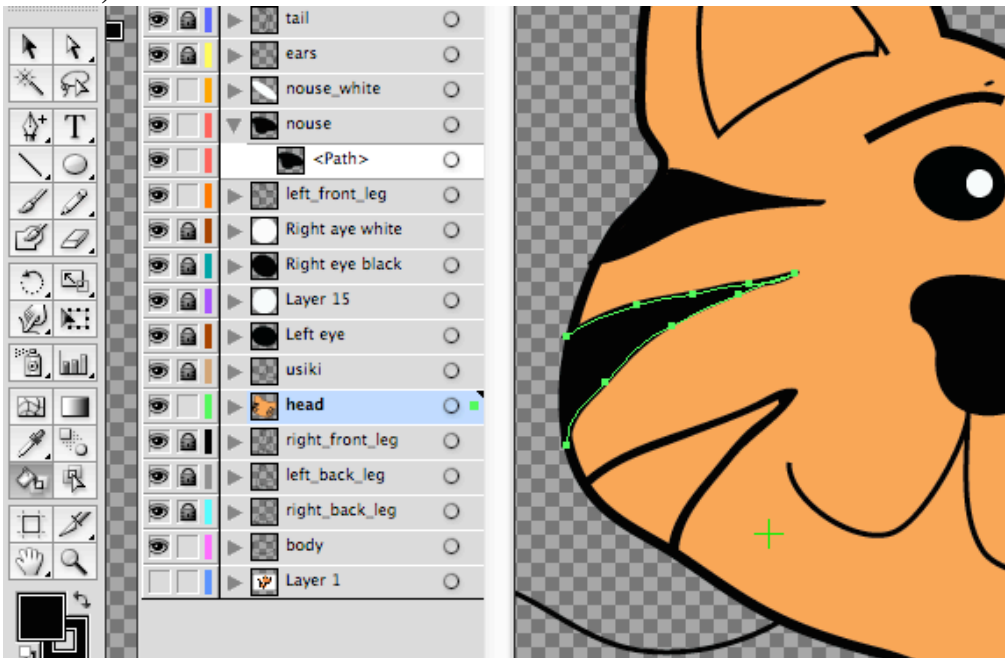 tail
ears
nouse_white
nouse
<Path>
left_front_leg
Right aye white
Right eye black
Layer 15
Left eye
usiki
head
right_front_leg
left_back_leg
right_back_leg
body
Layer 1
T